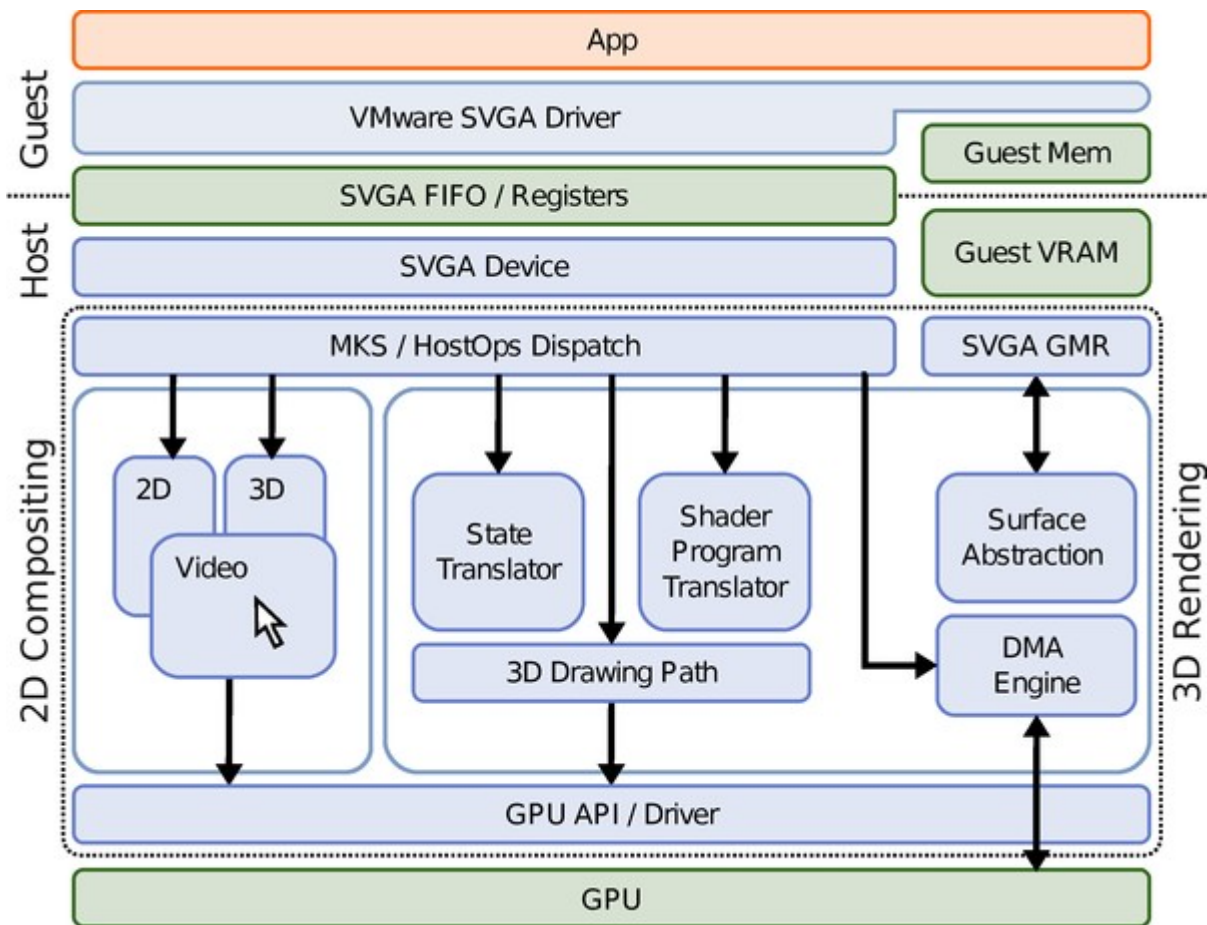 App
Guest
VMware SVGA Driver
Guest Mem
SVGA FIFO / Registers
Host
Guest VRAM
SVGA Device
MKS / HostOps Dispatch
SVGA GMR
2D Compositing
2D
3D
Video
State
Translator
Shader
Program
Translator
Surface
Abstraction
3D Drawing Path
DMA
Engine
3D Rendering
GPU API / Driver
GPU